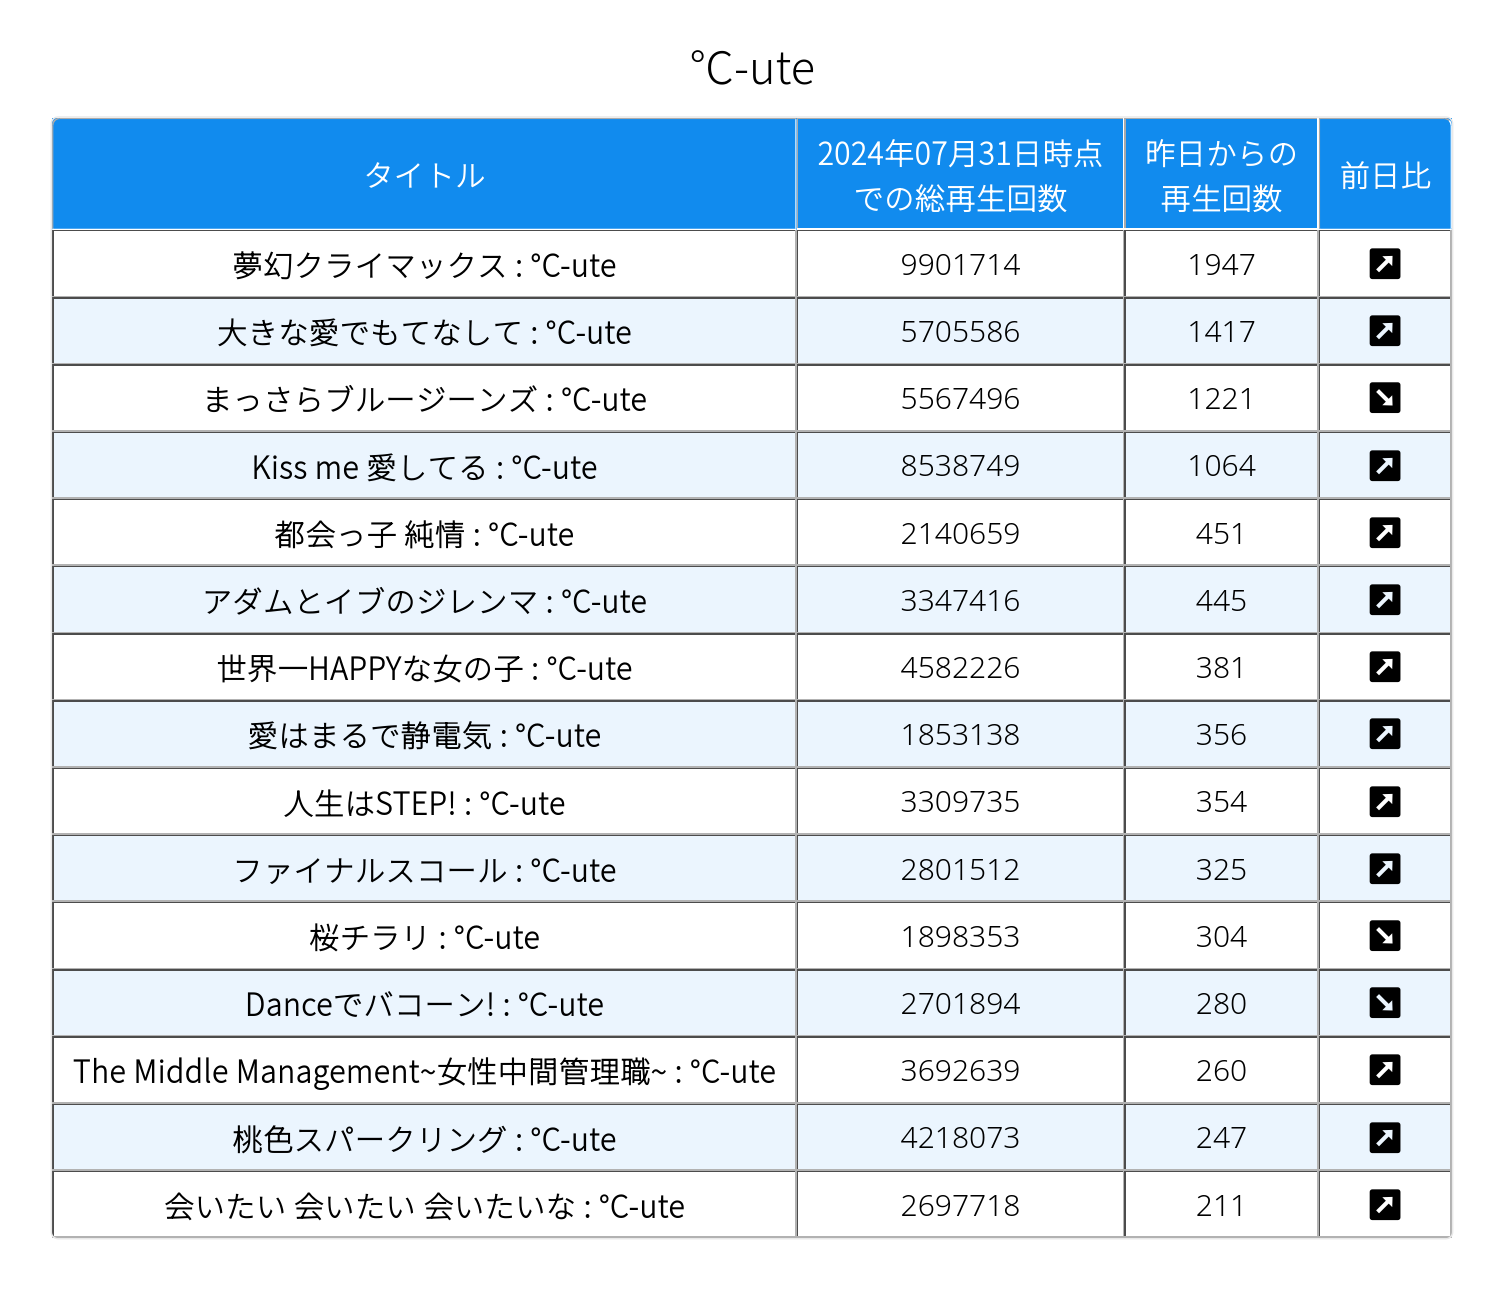 ℃-ute
タイトル 2024年07月31日時点 昨日からの 前日比
での総再生回数 再生回数
夢幻クライマックス : ℃-ute 9901714 1947
大きな愛でもてなして : ℃-ute 5705586 1417
まっさらブルージーンズ : ℃-ute 5567496 1221
Kiss me 愛してる : ℃-ute 8538749 1064
都会っ子 純情 : ℃-ute 2140659 451
アダムとイブのジレンマ : ℃-ute 3347416 445
世界一HAPPYな女の子 : ℃-ute 4582226 381
愛はまるで静電気 : ℃-ute 1853138 356
人生はSTEP! : ℃-ute 3309735 354
ファイナルスコール : ℃-ute 2801512 325
桜チラリ : ℃-ute 1898353 304
Danceでバコーン! : ℃-ute 2701894 280
The Middle Management~女性中間管理職~ : ℃-ute 3692639 260
桃色スパークリング : ℃-ute 4218073 247
会いたい 会いたい 会いたいな : ℃-ute 2697718 211